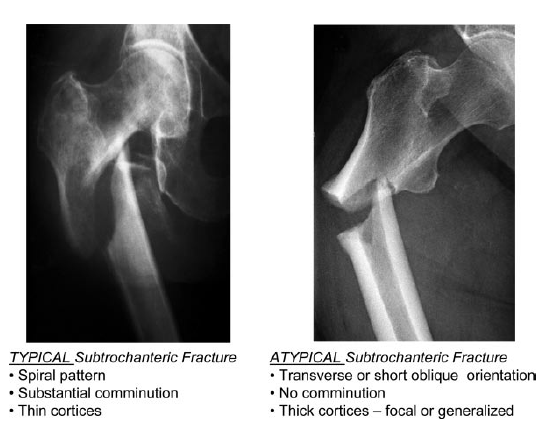 TYPICAL Subtrochanteric Fracture
• Spiral pattern
• Substantial comminution
• Thin cortices
ATYPICAL Subtrochanteric Fracture
• Transverse or short oblique orientation
• No comminution
• Thick cortices – focal or generalized